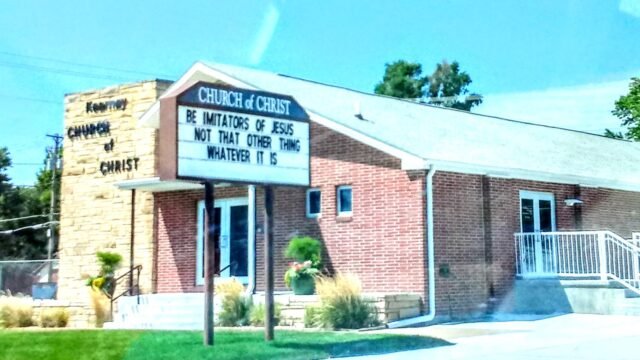 Kearney
CHURCH
of
CHRIST
CHURCH of CHRIST
BE IMITATORS OF JESUS
NOT THAT OTHER THING
WHATEVER IT IS